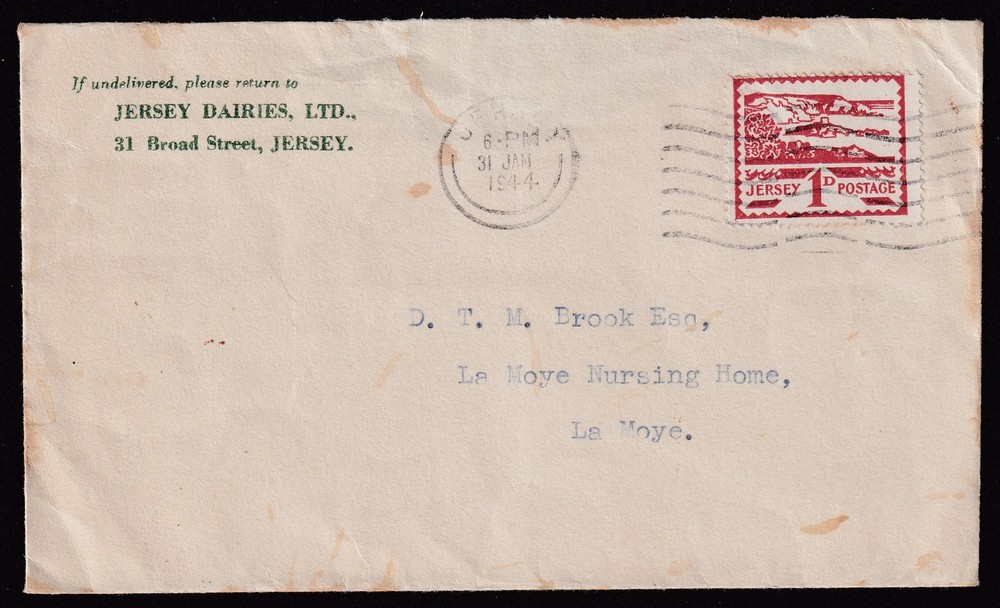 If undelivered, please return to
JERSEY DAIRIES, LTD.,
31 Broad Street, JERSEY.
JERSEY
6-PM
31 JAN
1944
JERSEY 1D POSTAGE
D. T. M. Brook Esq,
La Moye Nursing Home,
La Moye.